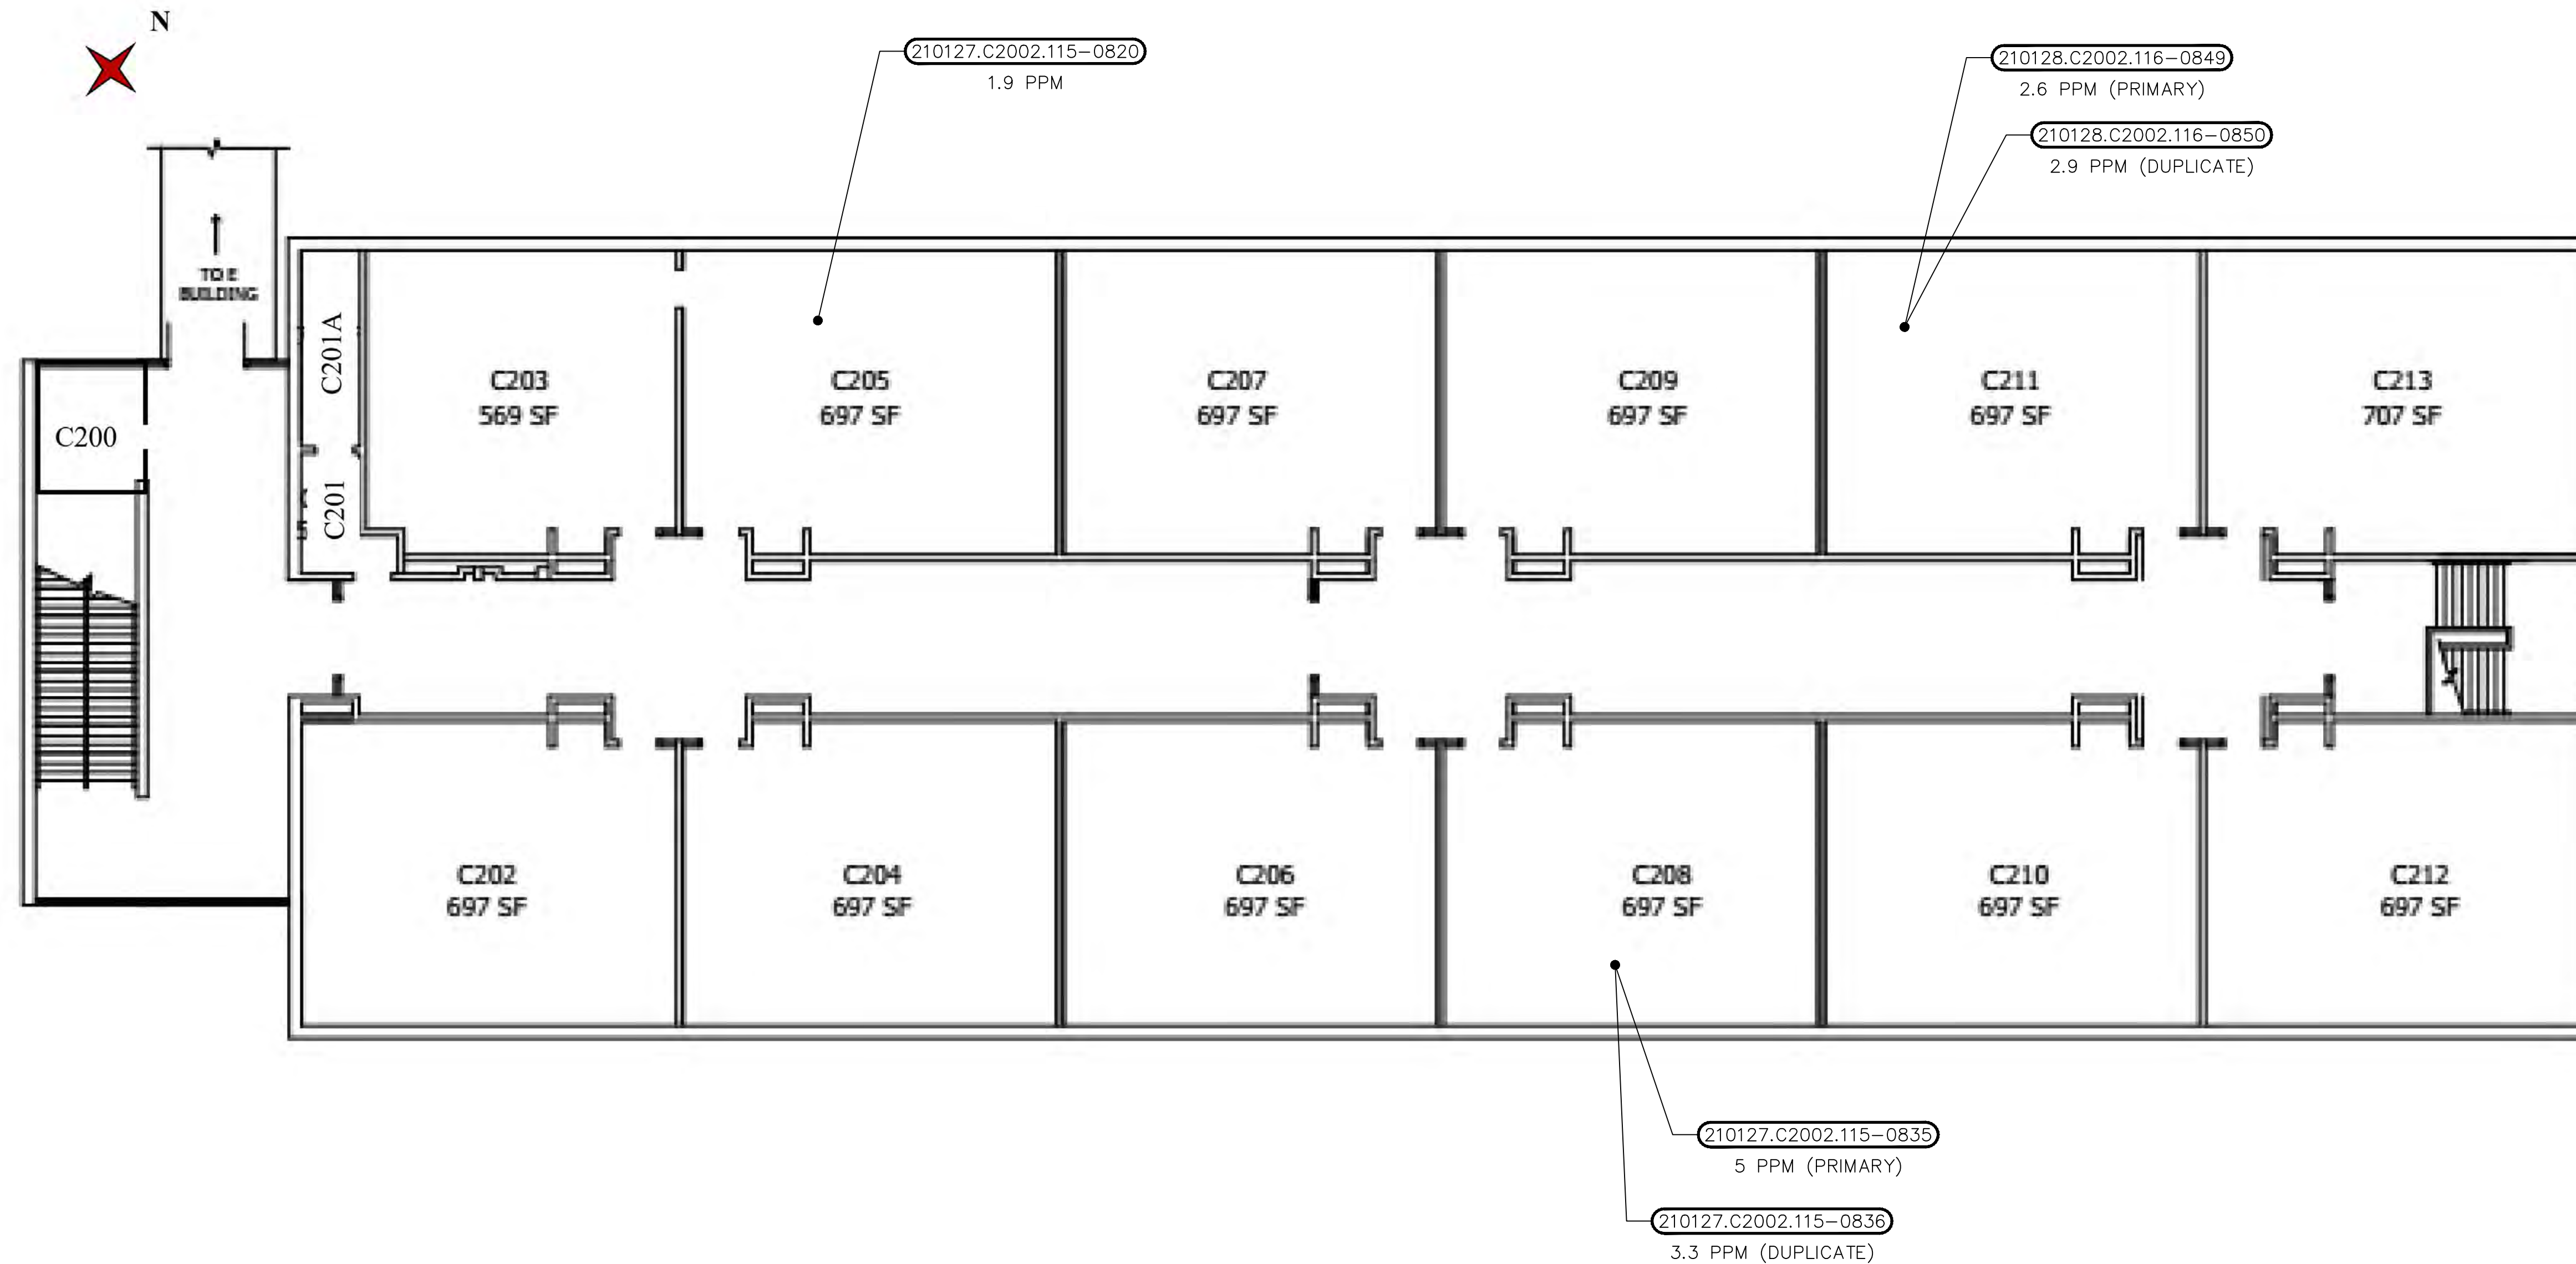 N
210127.C2002.115-0820
1.9 PPM
210128.C2002.116-0849
2.6 PPM (PRIMARY)
210128.C2002.116-0850
2.9 PPM (DUPLICATE)
TO E
BUILDING
C200
C201A
C201
C203
569 SF
C205
697 SF
C207
697 SF
C209
697 SF
C211
697 SF
C213
707 SF
C202
697 SF
C204
697 SF
C206
697 SF
C208
697 SF
C210
697 SF
C212
697 SF
210127.C2002.115-0835
5 PPM (PRIMARY)
210127.C2002.115-0836
3.3 PPM (DUPLICATE)